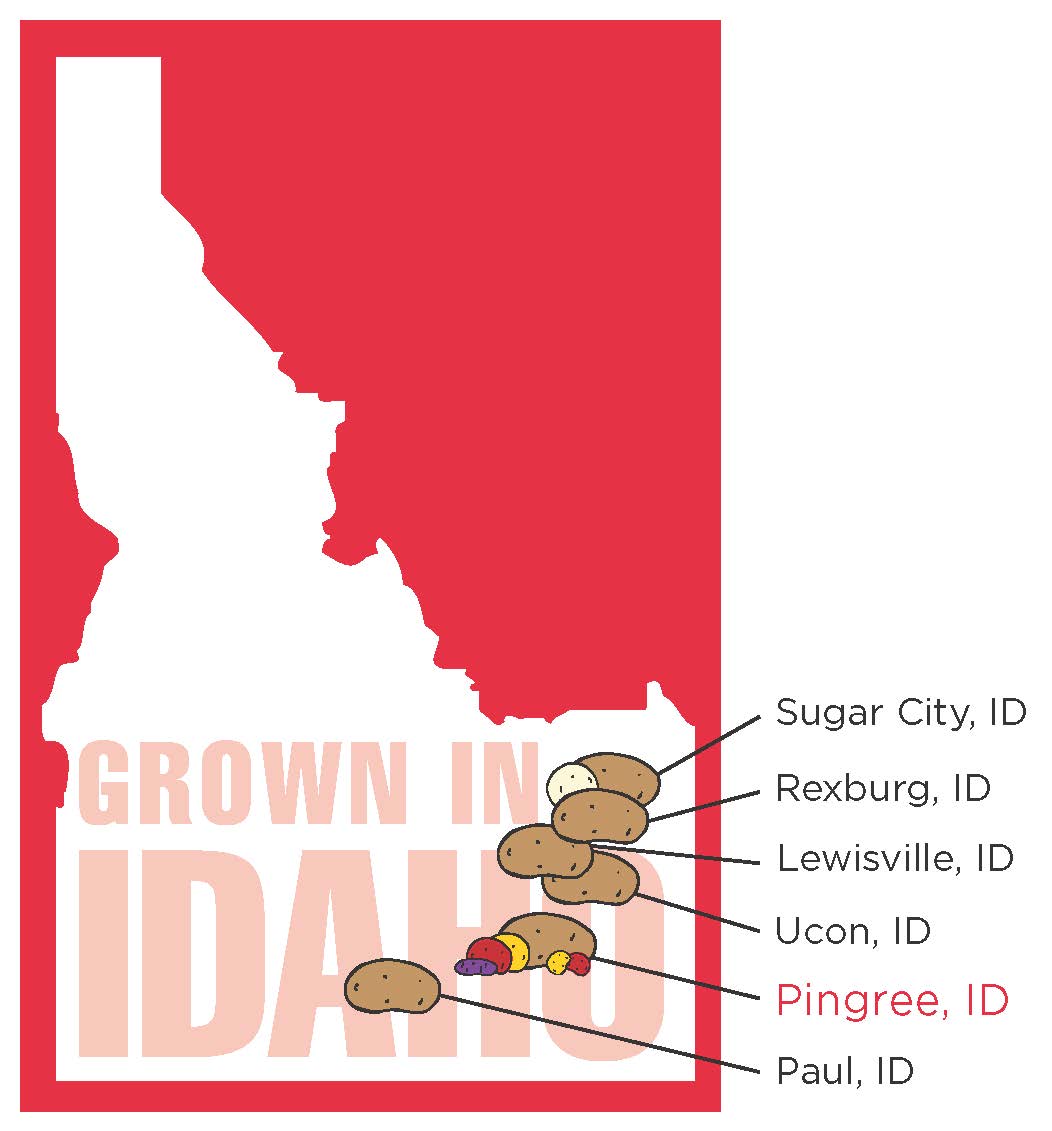 GROWN IN
IDAHO
Sugar City, ID
Rexburg, ID
Lewisville, ID
Ucon, ID
Pingree, ID
Paul, ID